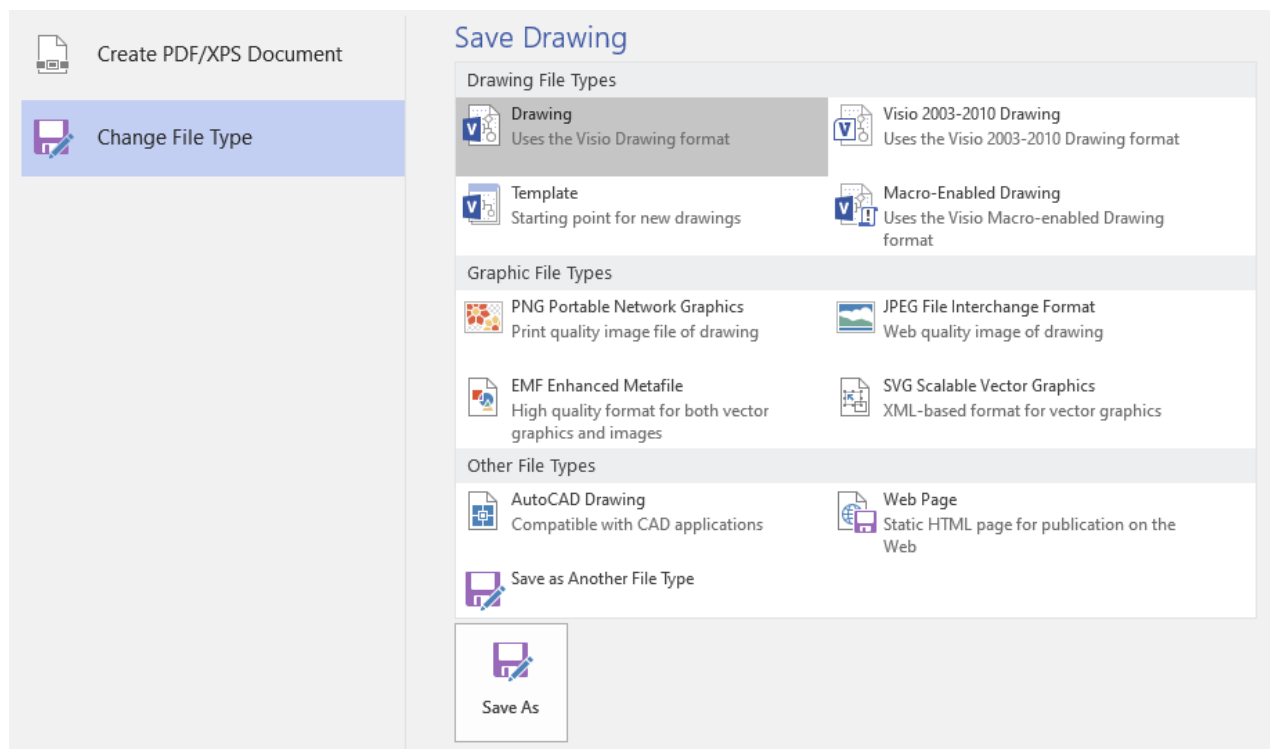 Create PDF/XPS Document
Change File Type
Save Drawing
Drawing File Types
Drawing
Uses the Visio Drawing format
Visio 2003-2010 Drawing
Uses the Visio 2003-2010 Drawing format
Template
Starting point for new drawings
Macro-Enabled Drawing
Uses the Visio Macro-enabled Drawing
format
Graphic File Types
PNG Portable Network Graphics
Print quality image file of drawing
JPEG File Interchange Format
Web quality image of drawing
EMF Enhanced Metafile
High quality format for both vector
graphics and images
SVG Scalable Vector Graphics
XML-based format for vector graphics
Other File Types
AutoCAD Drawing
Compatible with CAD applications
Web Page
Static HTML page for publication on the
Web
Save as Another File Type
Save As